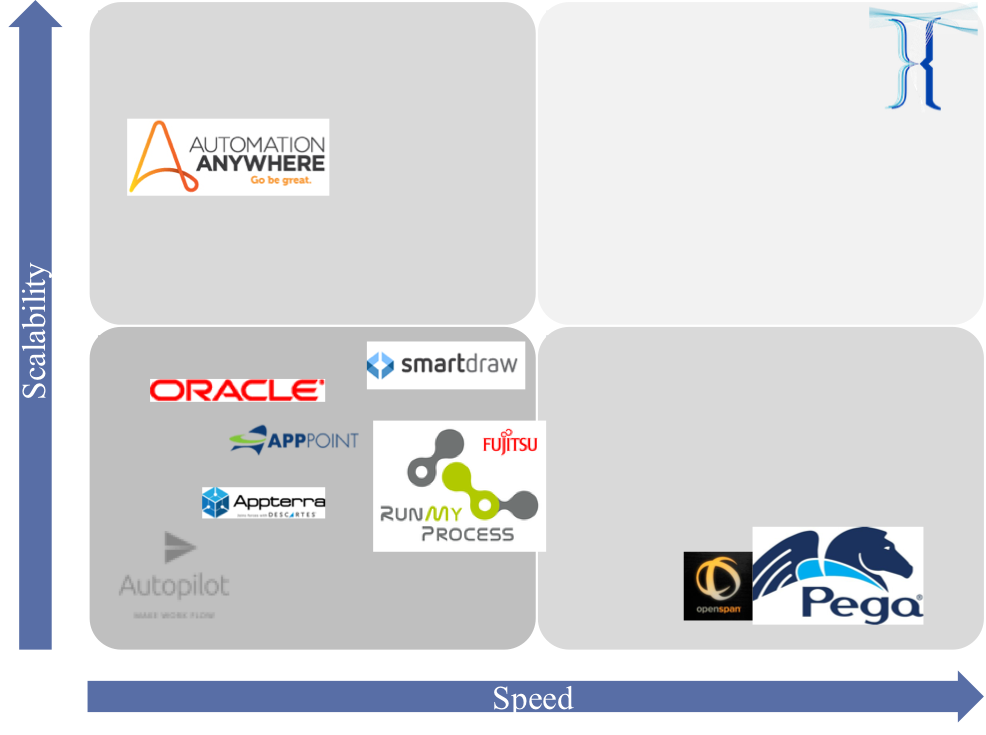 Scalability
AUTOMATION
ANYWHERE
Go be great.
smartdraw
ORACLE
APPPOINT
FUJITSU
RUNMY
PROCESS
Appterra
DESCARTES
Autopilot
MAKE WORK FLOW
openspan
Pega
Speed